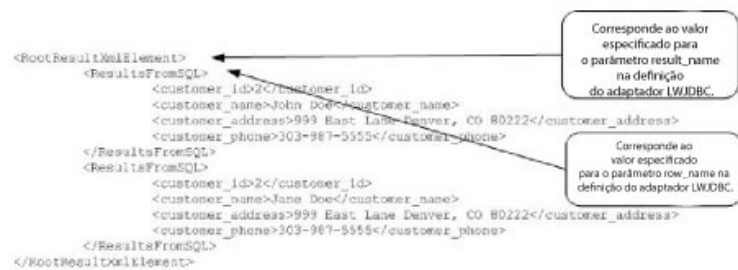 Corresponde ao valor
especificado para
o parâmetro result_name
na definição
do adaptador LWJDBC.
<RootResultXmlElement>
<ResultsFromSQL>
<customer_id>2</customer_id>
<customer_name>John Doe</customer_name>
<customer_address>999 East Lane Denver, CO 80222</customer_address>
<customer_phone>303-987-5555</customer_phone>
</ResultsFromSQL>
Corresponde ao
valor especificado
para o parâmetro row_name na
definição do adaptador LWJDBC.
<ResultsFromSQL>
<customer_id>2</customer_id>
<customer_name>Jane Doe</customer_name>
<customer_address>999 East Lane Denver, CO 80222</customer_address>
<customer_phone>303-987-5555</customer_phone>
</ResultsFromSQL>
</RootResultXmlElement>